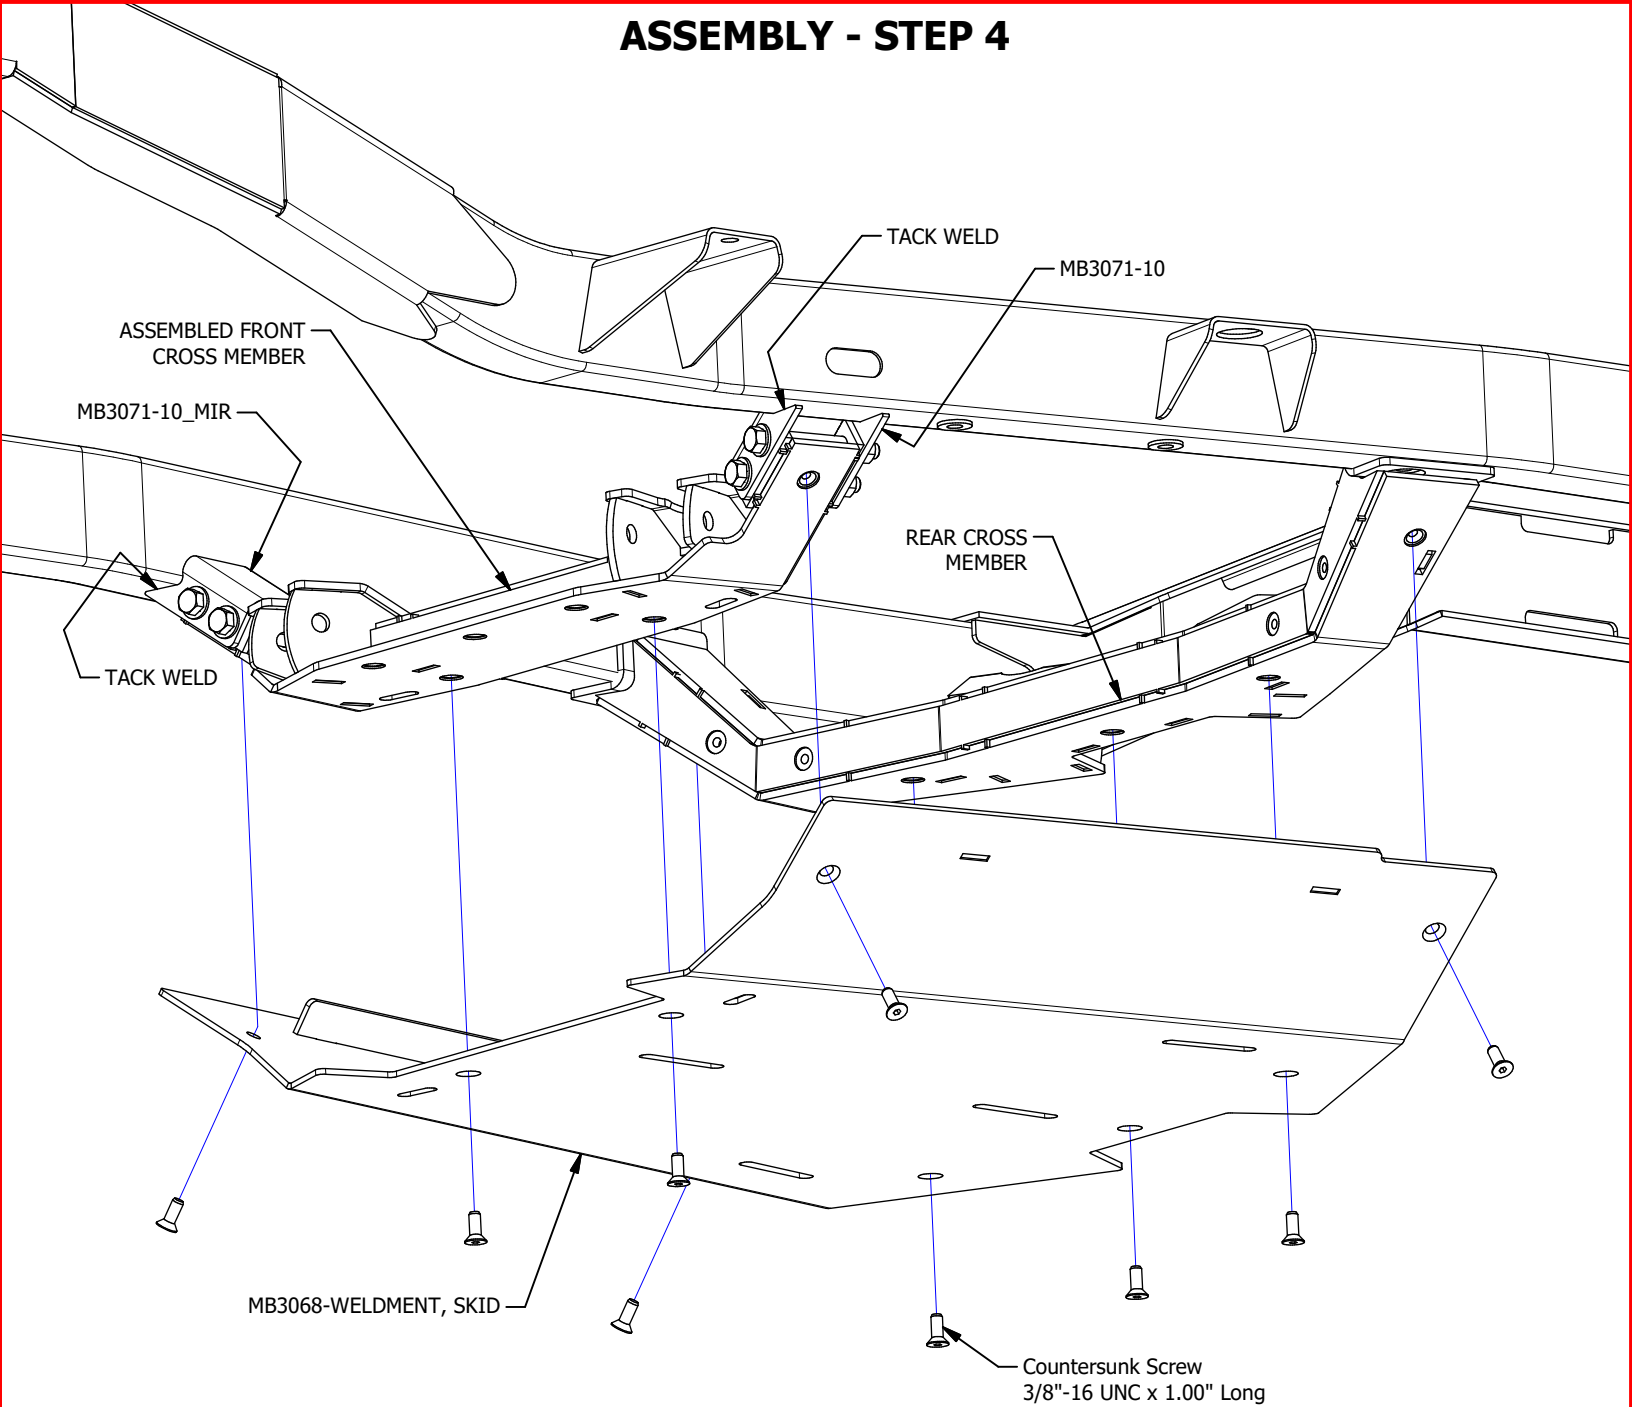 ASSEMBLY - STEP 4
TACK WELD
MB3071-10
ASSEMBLED FRONT
CROSS MEMBER
MB3071-10_MIR
REAR CROSS
MEMBER
TACK WELD
MB3068-WELDMENT, SKID
Countersunk Screw
3/8"-16 UNC x 1.00" Long